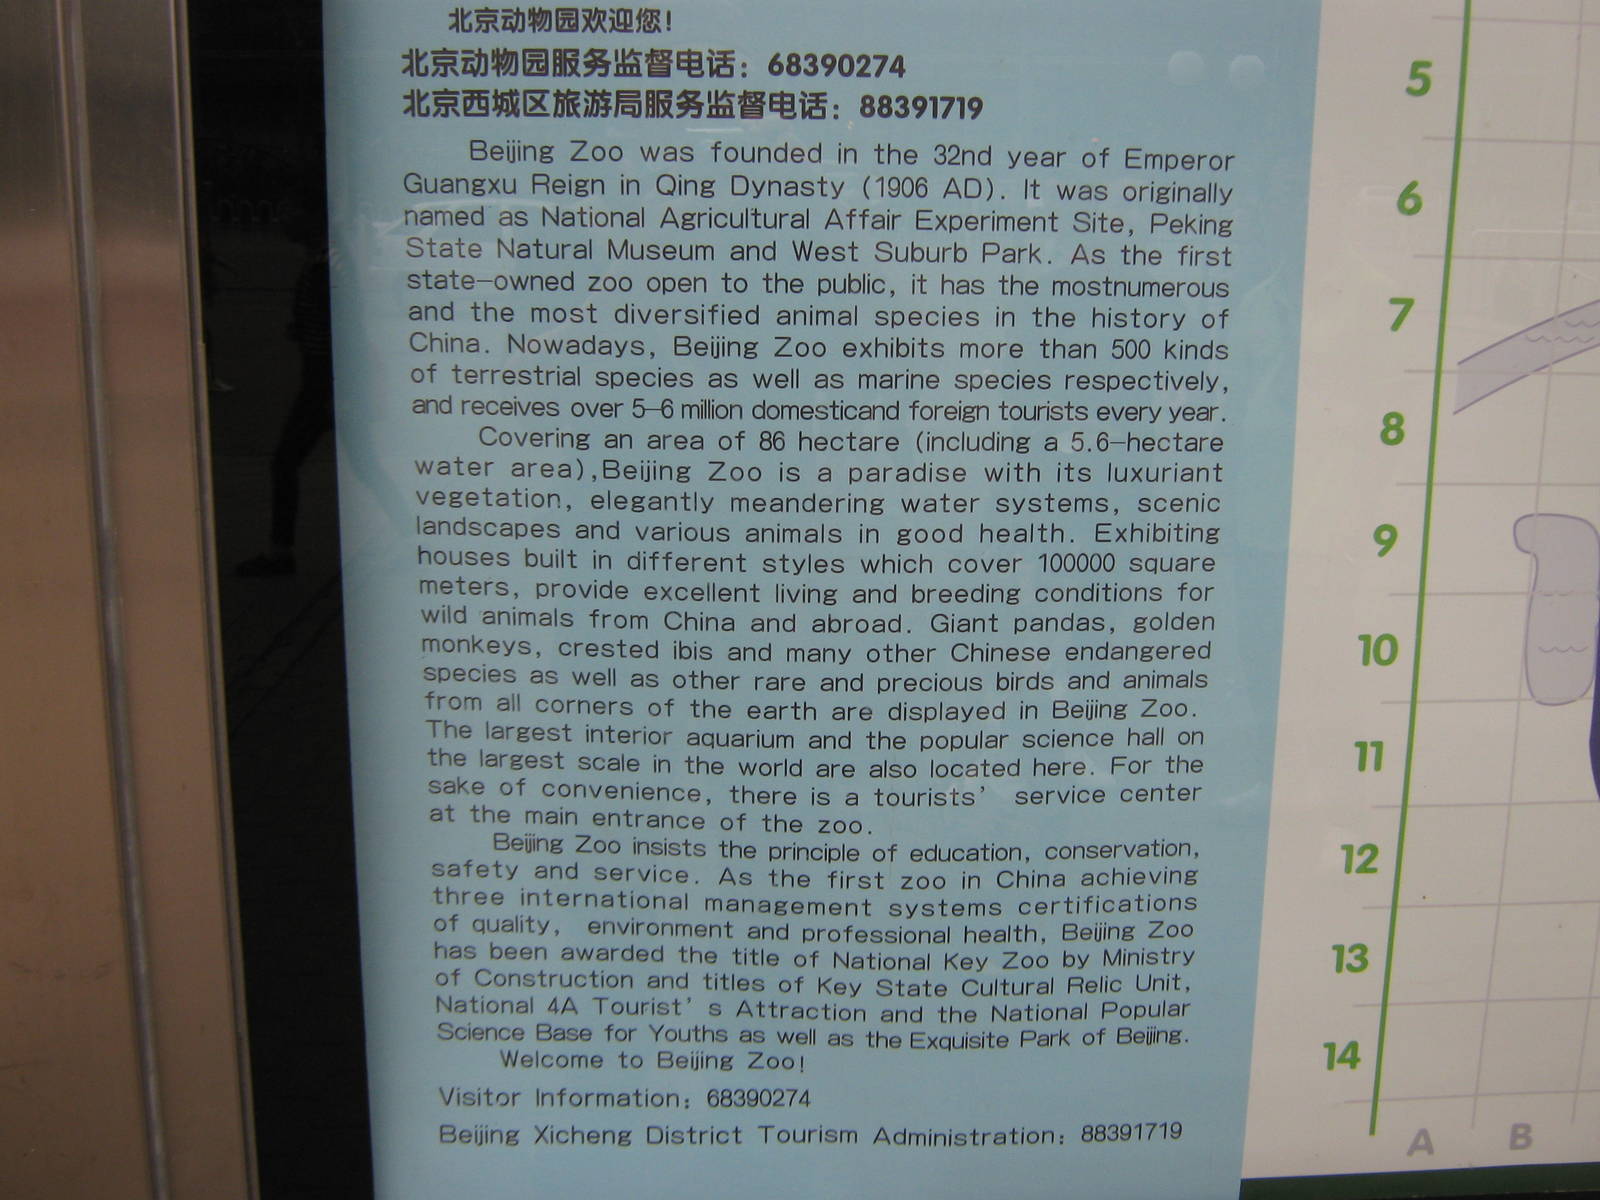 北京动物园欢迎您!
北京动物园服务监督电话: 68390274
北京西城区旅游局服务监督电话: 88391719
Beijing Zoo was founded in the 32nd year of Emperor
Guangxu Reign in Qing Dynasty (1906 AD). It was originally
named as National Agricultural Affair Experiment Site, Peking
State Natural Museum and West Suburb Park. As the first
state-owned zoo open to the public, it has the mostnumerous
and the most diversified animal species in the history of
China. Nowadays, Beijing Zoo exhibits more than 500 kinds
of terrestrial species as well as marine species respectively,
and receives over 5-6 million domesticand foreign tourists every year.
Covering an area of 86 hectare (including a 5.6-hectare
water area),Beijing Zoo is a paradise with its luxuriant
vegetation, elegantly meandering water systems, scenic
landscapes and various animals in good health. Exhibiting
houses built in different styles which cover 100000 square
meters, provide excellent living and breeding conditions for
wild animals from China and abroad. Giant pandas, golden
monkeys, crested ibis and many other Chinese endangered
species as well as other rare and precious birds and animals
from all corners of the earth are displayed in Beijing Zoo.
The largest interior aquarium and the popular science hall on
the largest scale in the world are also located here. For the
sake of convenience, there is a tourists' service center
at the main entrance of the zoo.
Beijing Zoo insists the principle of education, conservation,
safety and service. As the first zoo in China achieving
three international management systems certifications
of quality, environment and professional health, Beijing Zoo
has been awarded the title of National Key Zoo by Ministry
of Construction and titles of Key State Cultural Relic Unit,
National 4A Tourist's Attraction and the National Popular
Science Base for Youths as well as the Exquisite Park of Beijing.
Welcome to Beijing Zoo!
Visitor Information: 68390274
Beijing Xicheng District Tourism Administration: 88391719
5
6
7
8
9
10
11
12
13
14
A B